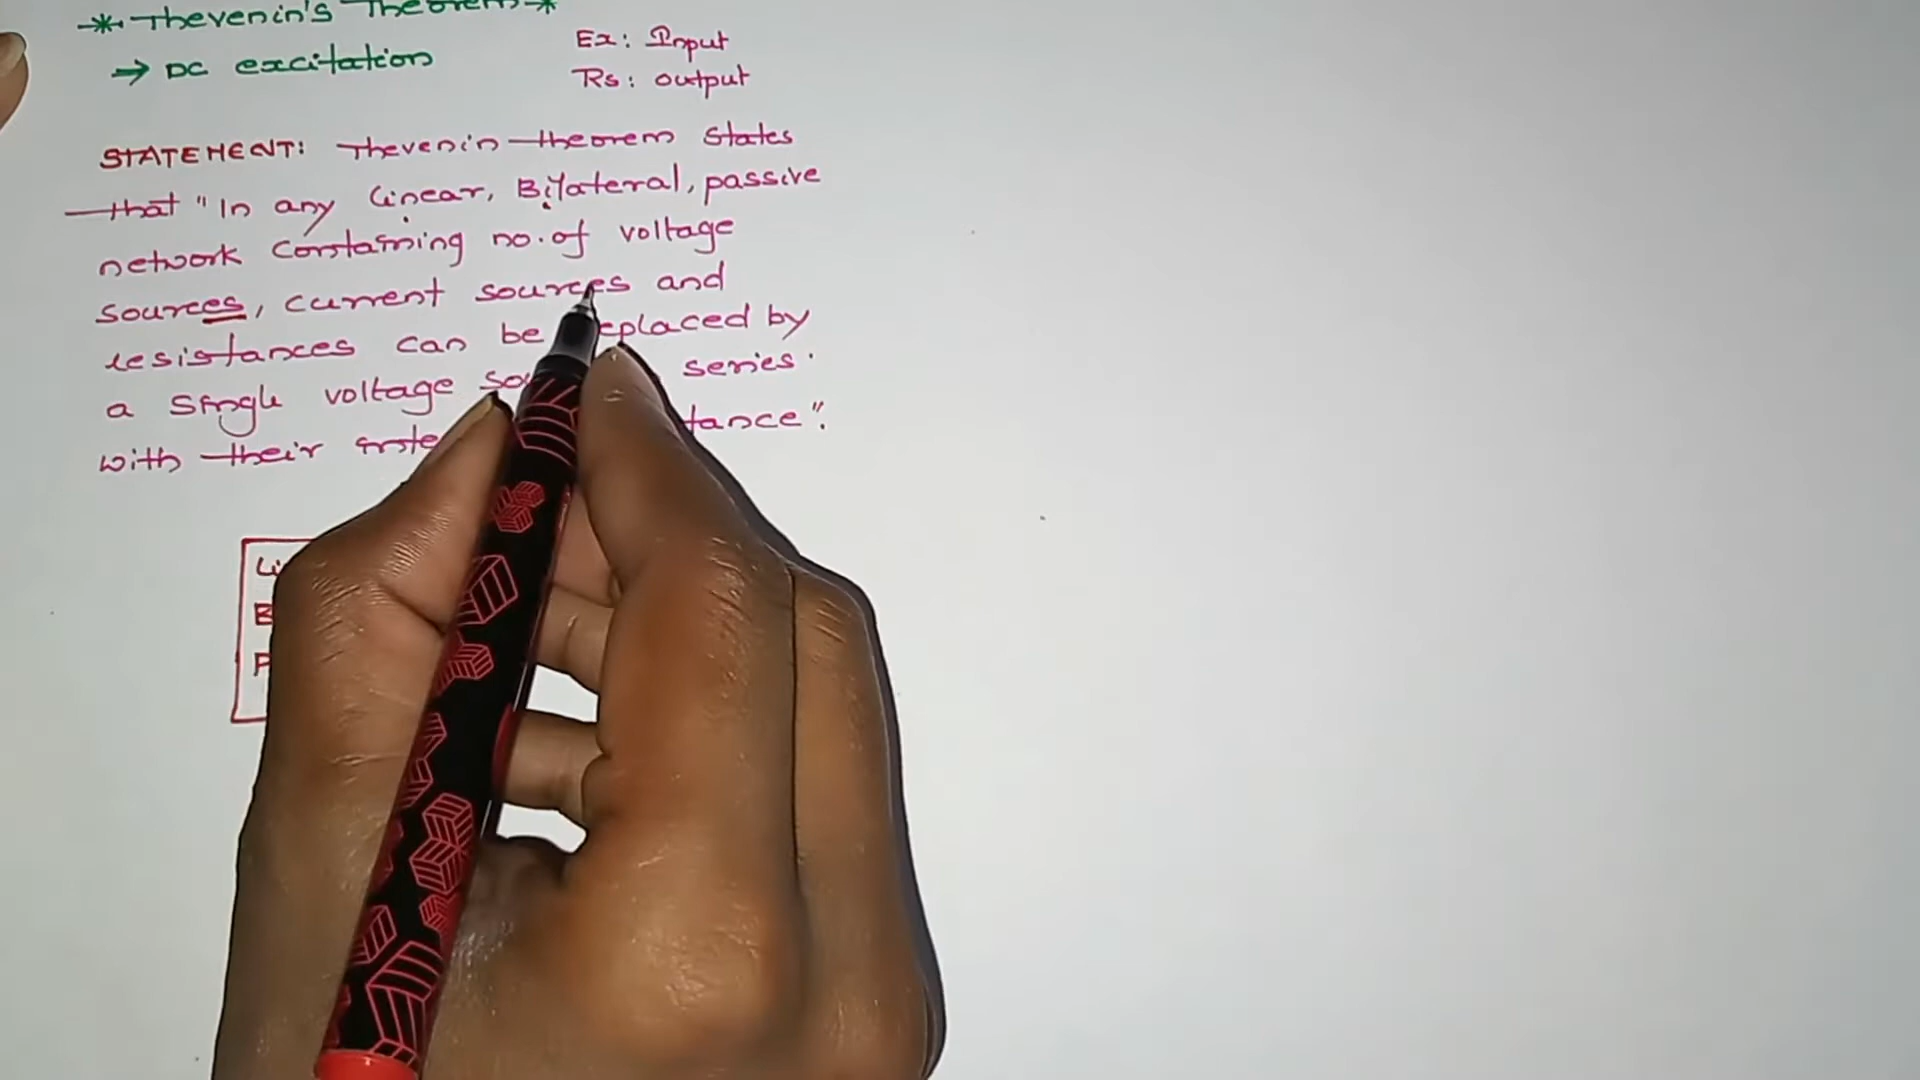 Thevenin's Theorem
→ DC excitation
Ex: Input
Rs: output
STATEMENT: Thevenin theorem states
that "In any Linear, Bilateral, passive
network containing no. of voltage
sources, current sources and
resistances can be replaced by
a single voltage series
with their